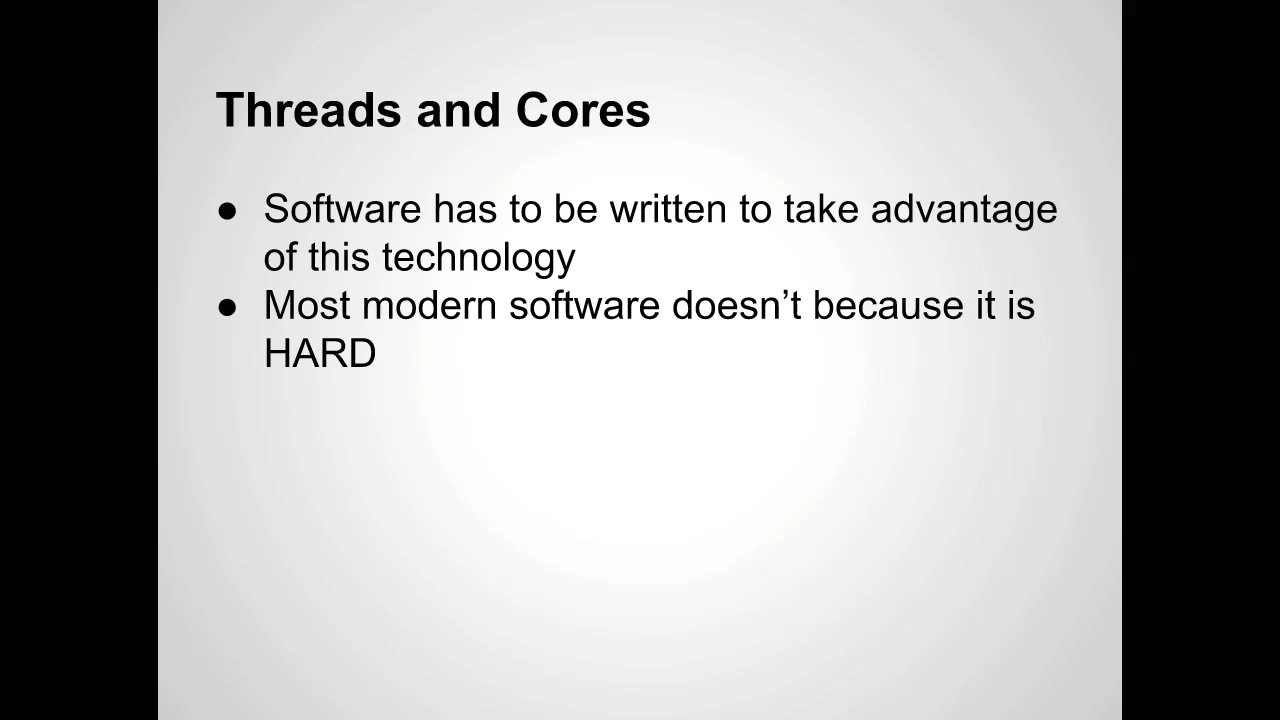 Threads and Cores
● Software has to be written to take advantage
of this technology
● Most modern software doesn’t because it is
HARD